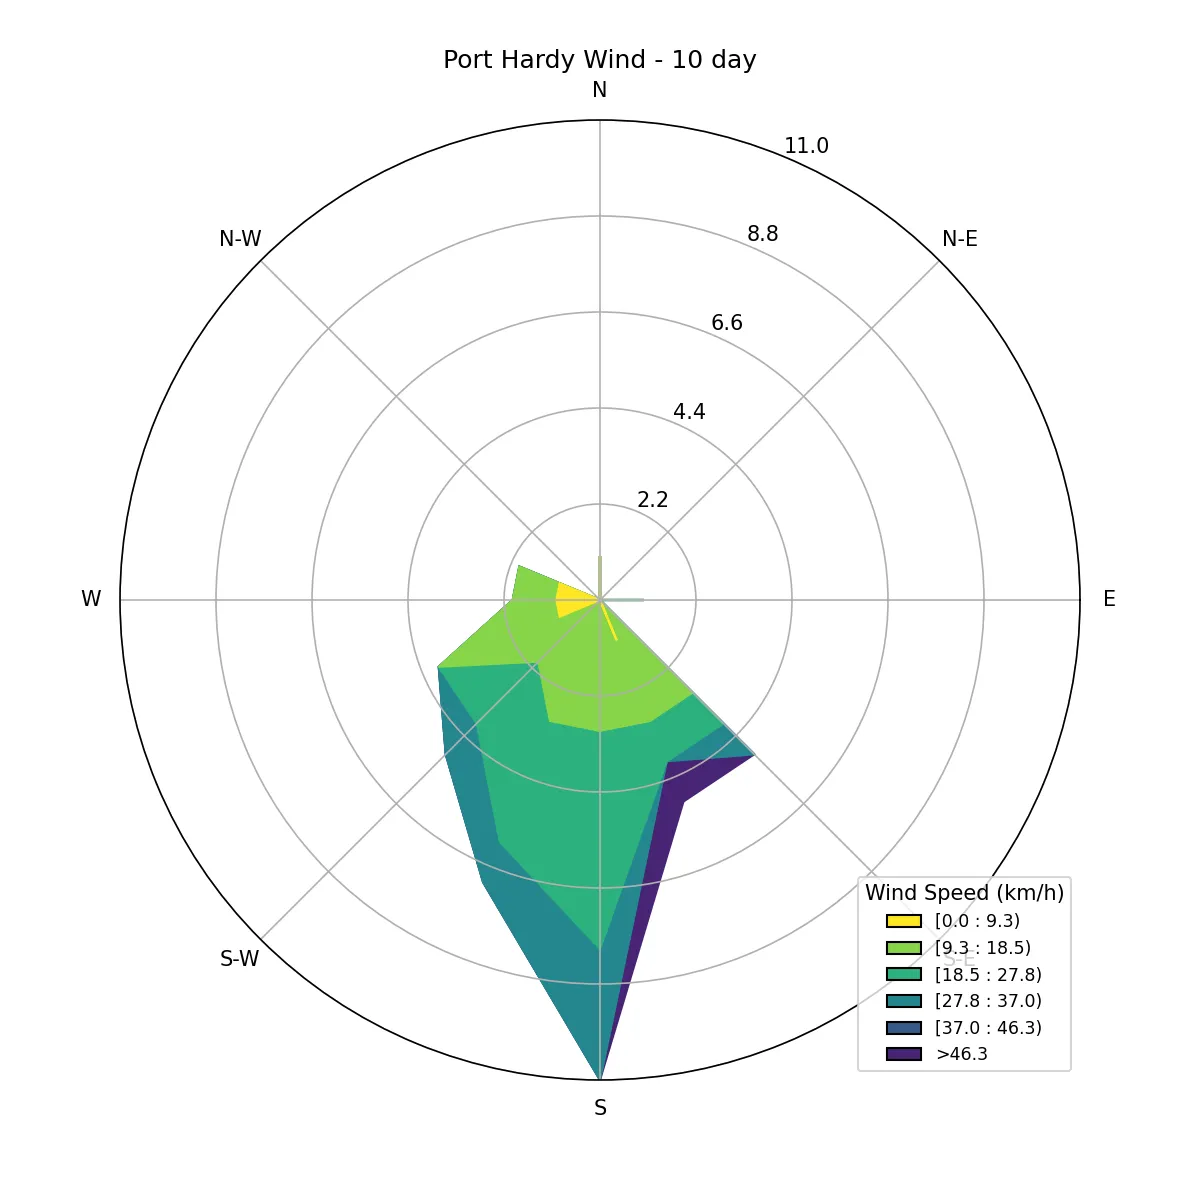 Port Hardy Wind - 10 day
N
11.0
N-W
N-E
8.8
6.6
4.4
2.2
W
E
S-W
S-E
Wind Speed (km/h)
[0.0 : 9.3)
[9.3 : 18.5)
[18.5 : 27.8)
[27.8 : 37.0)
[37.0 : 46.3)
>46.3
S